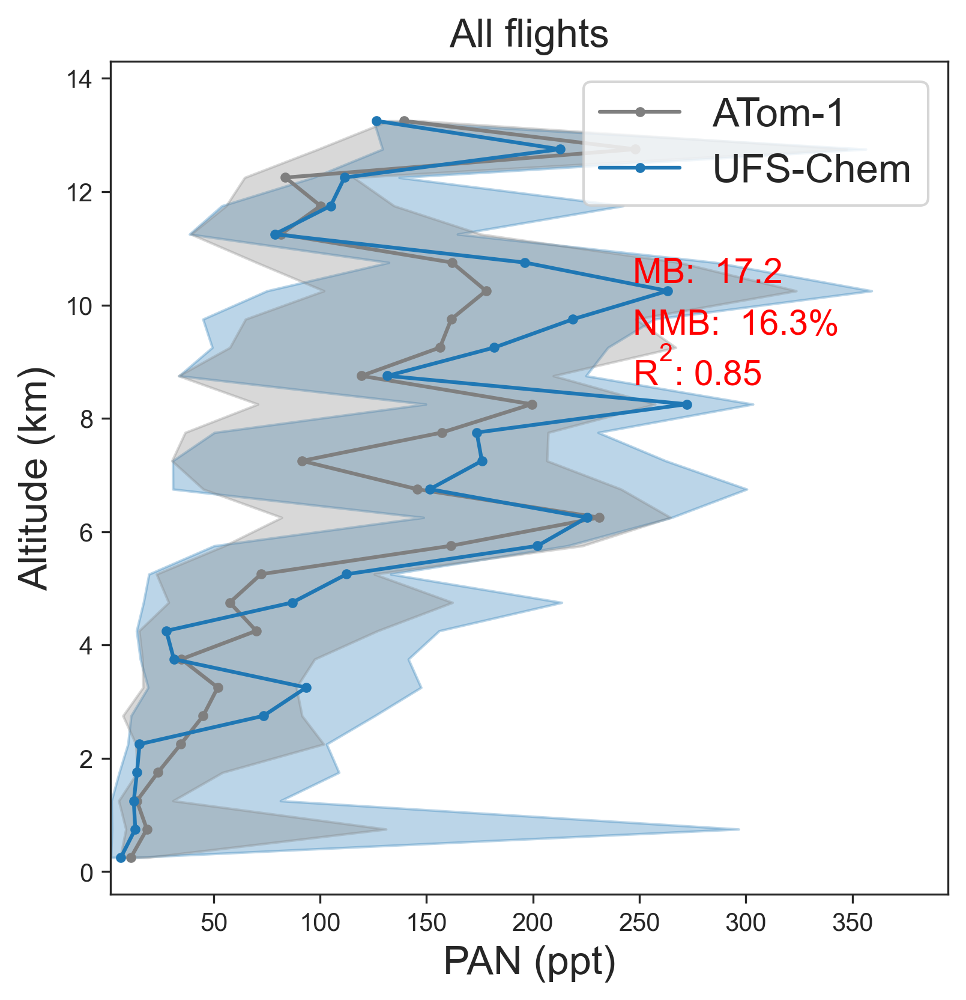 All flights
ATom-1
UFS-Chem
MB: 17.2
NMB: 16.3%
R²: 0.85
Altitude (km)
14
12
10
8
6
4
2
0
50 100 150 200 250 300 350
PAN (ppt)